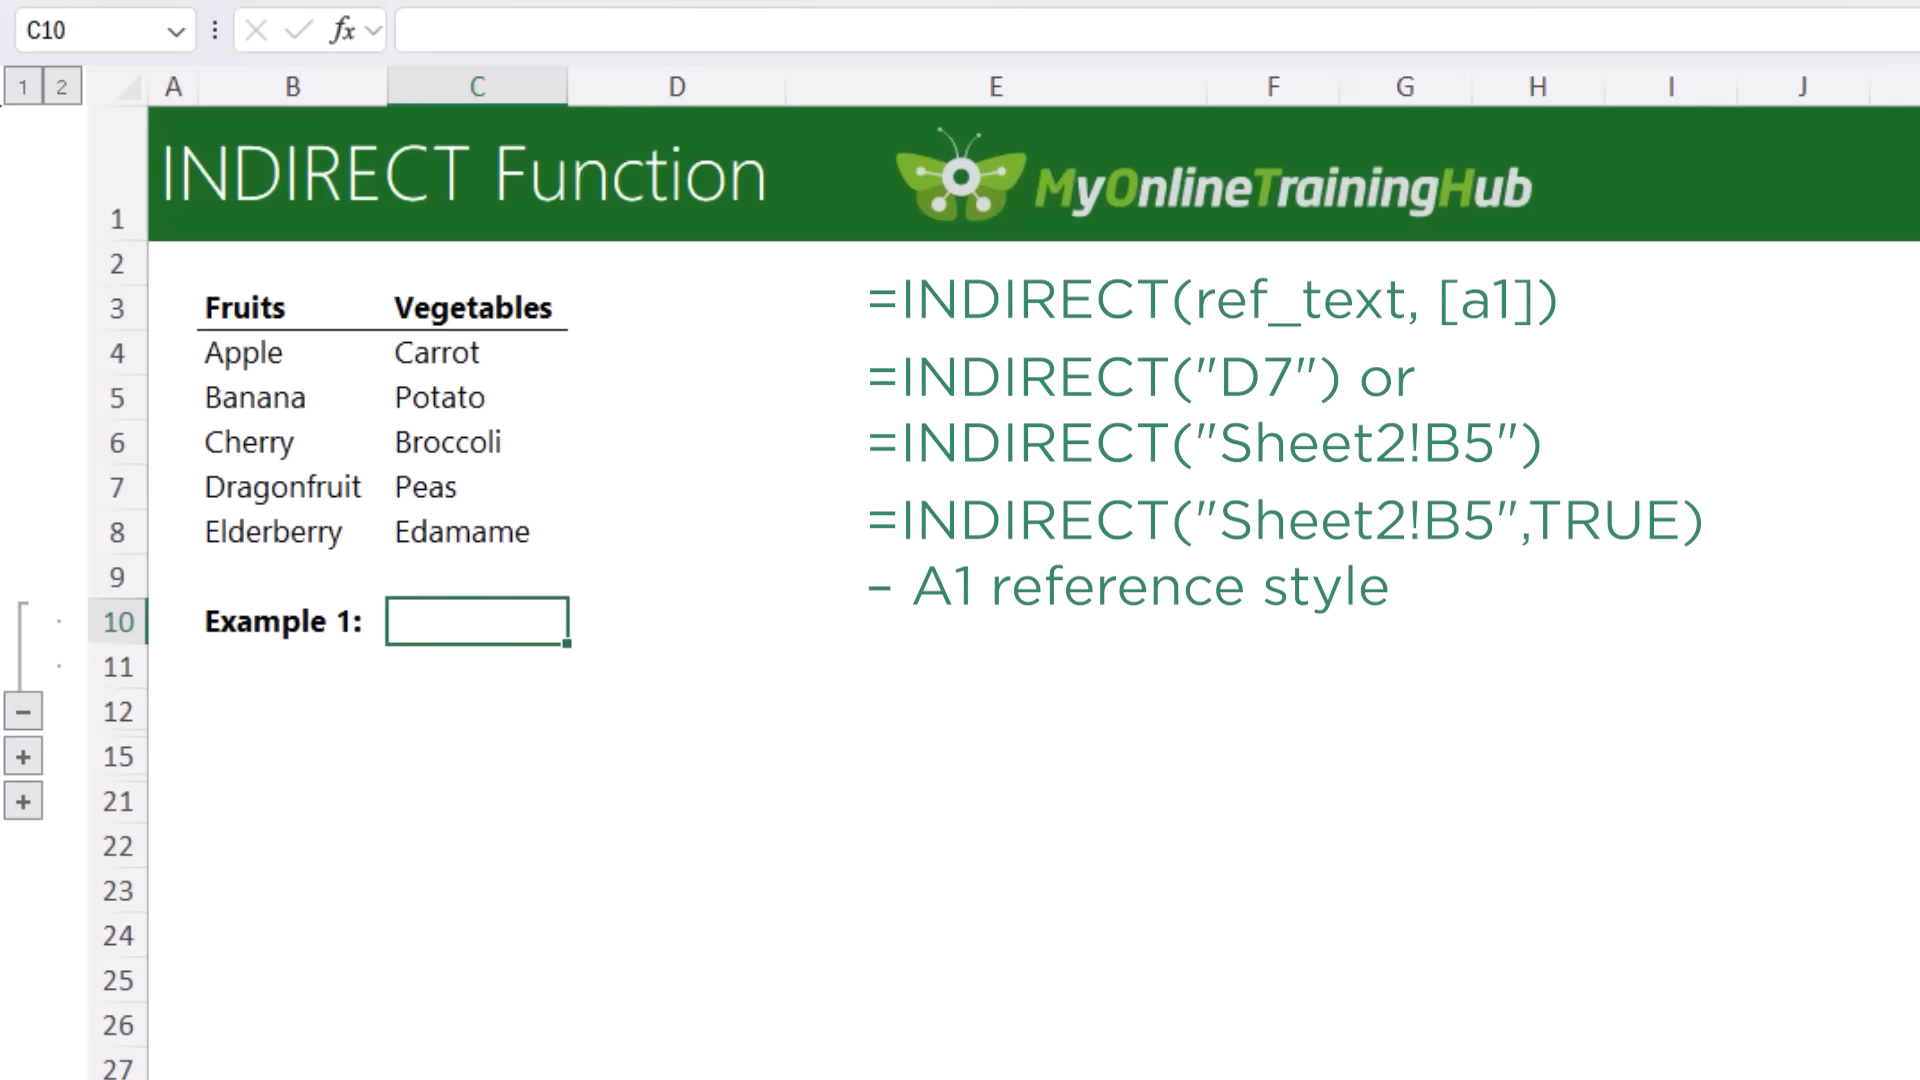 C10
fx
1 2
A B C D E F G H I J
INDIRECT Function
MyOnlineTrainingHub
1
2
3 Fruits Vegetables
4 Apple Carrot
5 Banana Potato
6 Cherry Broccoli
7 Dragonfruit Peas
8 Elderberry Edamame
9
10 Example 1:
11
12
15
21
22
23
24
25
26
27
=INDIRECT(ref_text, [a1])
=INDIRECT("D7") or
=INDIRECT("Sheet2!B5")
=INDIRECT("Sheet2!B5",TRUE)
– A1 reference style